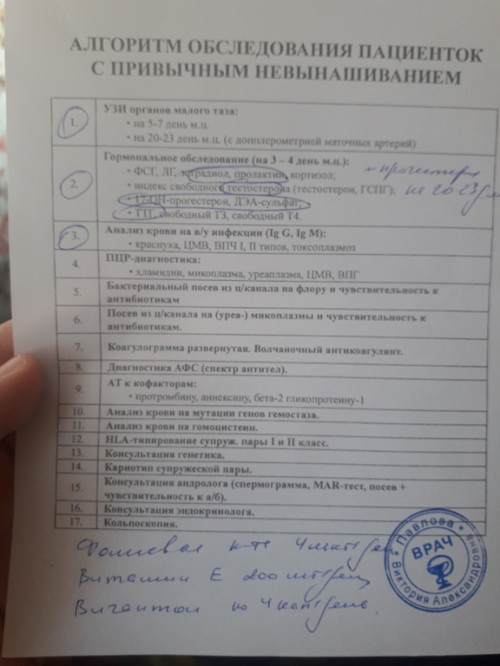 АЛГОРИТМ ОБСЛЕДОВАНИЯ ПАЦИЕНТОК
С ПРИВЫЧНЫМ НЕВЫНАШИВАНИЕМ
1. УЗИ органов малого таза:
• на 5-7 день м.ц.
• на 20-23 день м.ц. (с допплерометрией маточных артерий)
2. Гормональное обследование (на 3 – 4 день м.ц.):
• ФСГ, ЛГ, эстрадиол, пролактин, кортизол; + прогестерон
• индекс свободного тестостерона (тестостерон, ГСПГ), на 20-23 д
• 17-ОН-прогестерон, ДЭА-сульфат,
• ТТГ, свободный Т3, свободный Т4.
3. Анализ крови на в/у инфекции (Ig G, Ig M):
• краснуха, ЦМВ, ВПЧ I, II типов, токсоплазмоз
4. ПЦР-диагностика:
• хламидии, микоплазма, уреаплазма, ЦМВ, ВПГ
5. Бактериальный посев из ц/канала на флору и чувствительность к
антибиотикам
6. Посев из ц/канала на (уреа-) микоплазмы и чувствительность к
антибиотикам.
7. Коагулограмма развернутая. Волчаночный антикоагулянт.
8. Диагностика АФС (спектр антител).
9. АТ к кофакторам:
• протромбину, аннексину, бета-2 гликопротеину-1
10. Анализ крови на мутации генов гемостаза.
11. Анализ крови на гомоцистеин.
12. HLA-типирование супруж. пары I и II класс.
13. Консультация генетика.
14. Кариотип супружеской пары.
15. Консультация андролога (спермограмма, MAR-тест, посев +
чувствительность к а/б).
16. Консультация эндокринолога.
17. Кольпоскопия.
Фолиевая к-та 4мкг/день
Витамин Е 200 мг/день
Вигантол по 4 кап/день.
Павлова
Виктория Александровна
ВРАЧ